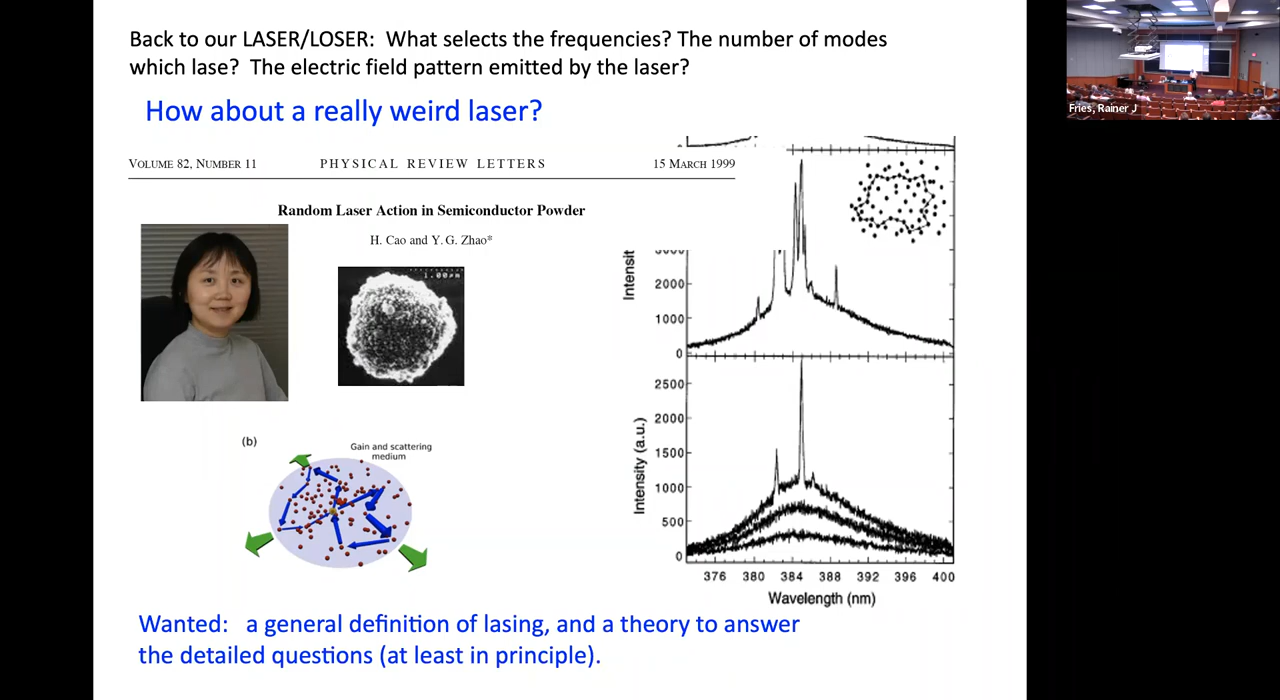 Back to our LASER/LOSER: What selects the frequencies? The number of modes
which lase? The electric field pattern emitted by the laser?
How about a really weird laser?
VOLUME 82, NUMBER 11 PHYSICAL REVIEW LETTERS 15 MARCH 1999
Random Laser Action in Semiconductor Powder
H. Cao and Y. G. Zhao*
1.00μm
(b)
Gain and scattering
medium
Intensit
2000
1000
0
Intensity (a.u.)
2500
2000
1500
1000
500
0
376 380 384 388 392 396 400
Wavelength (nm)
Wanted: a general definition of lasing, and a theory to answer
the detailed questions (at least in principle).
Fries, Rainer J